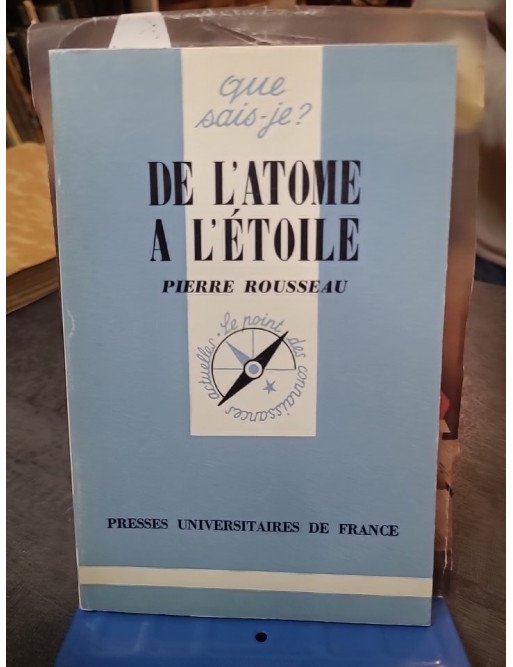 que
sais-je?
DE L'ATOME
A L'ÉTOILE
PIERRE ROUSSEAU
le point des connaissances actuelles
PRESSES UNIVERSITAIRES DE FRANCE